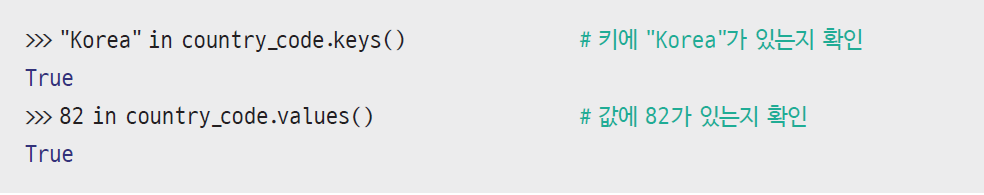 >>> "Korea" in country_code.keys() # 키에 "Korea"가 있는지 확인
True
>>> 82 in country_code.values() # 값에 82가 있는지 확인
True